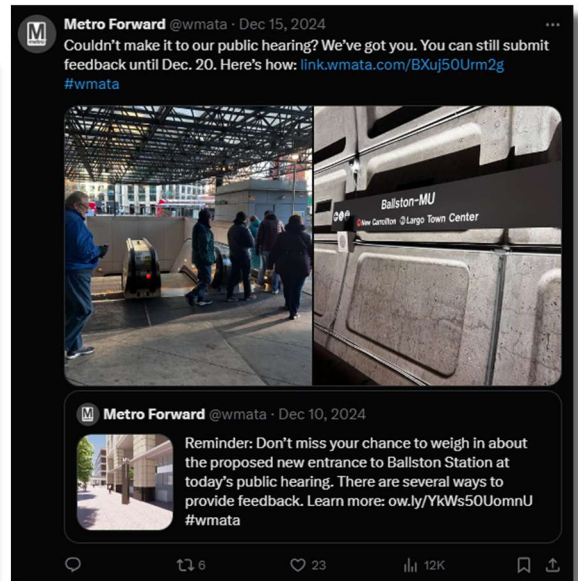 metro
Metro Forward @wmata · Dec 15, 2024
Couldn't make it to our public hearing? We've got you. You can still submit
feedback until Dec. 20. Here's how: link.wmata.com/BXuj50Urm2g
#wmata
Ballston-MU
New Carrollton Largo Town Center
Metro Forward @wmata · Dec 10, 2024
Reminder: Don't miss your chance to weigh in about
the proposed new entrance to Ballston Station at
today's public hearing. There are several ways to
provide feedback. Learn more: ow.ly/YkWs50UomnU
#wmata
6 23 12K